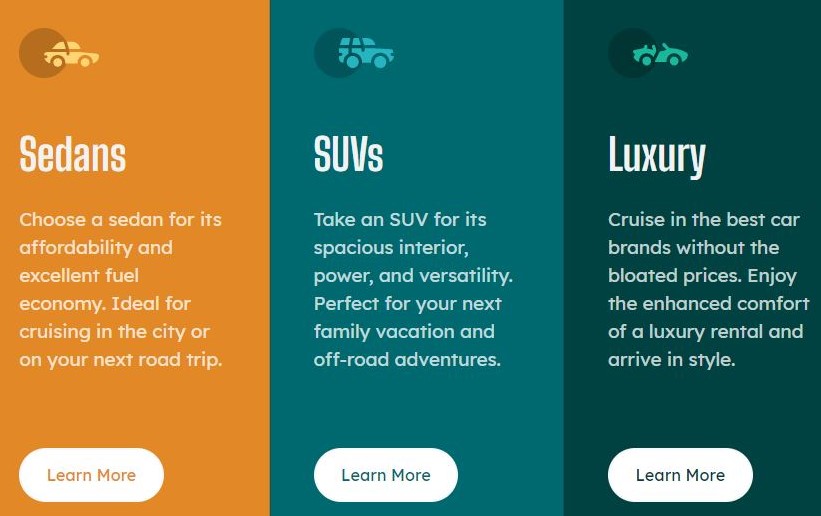 Sedans
Choose a sedan for its
affordability and
excellent fuel
economy. Ideal for
cruising in the city or
on your next road trip.
Learn More
SUVs
Take an SUV for its
spacious interior,
power, and versatility.
Perfect for your next
family vacation and
off-road adventures.
Learn More
Luxury
Cruise in the best car
brands without the
bloated prices. Enjoy
the enhanced comfort
of a luxury rental and
arrive in style.
Learn More